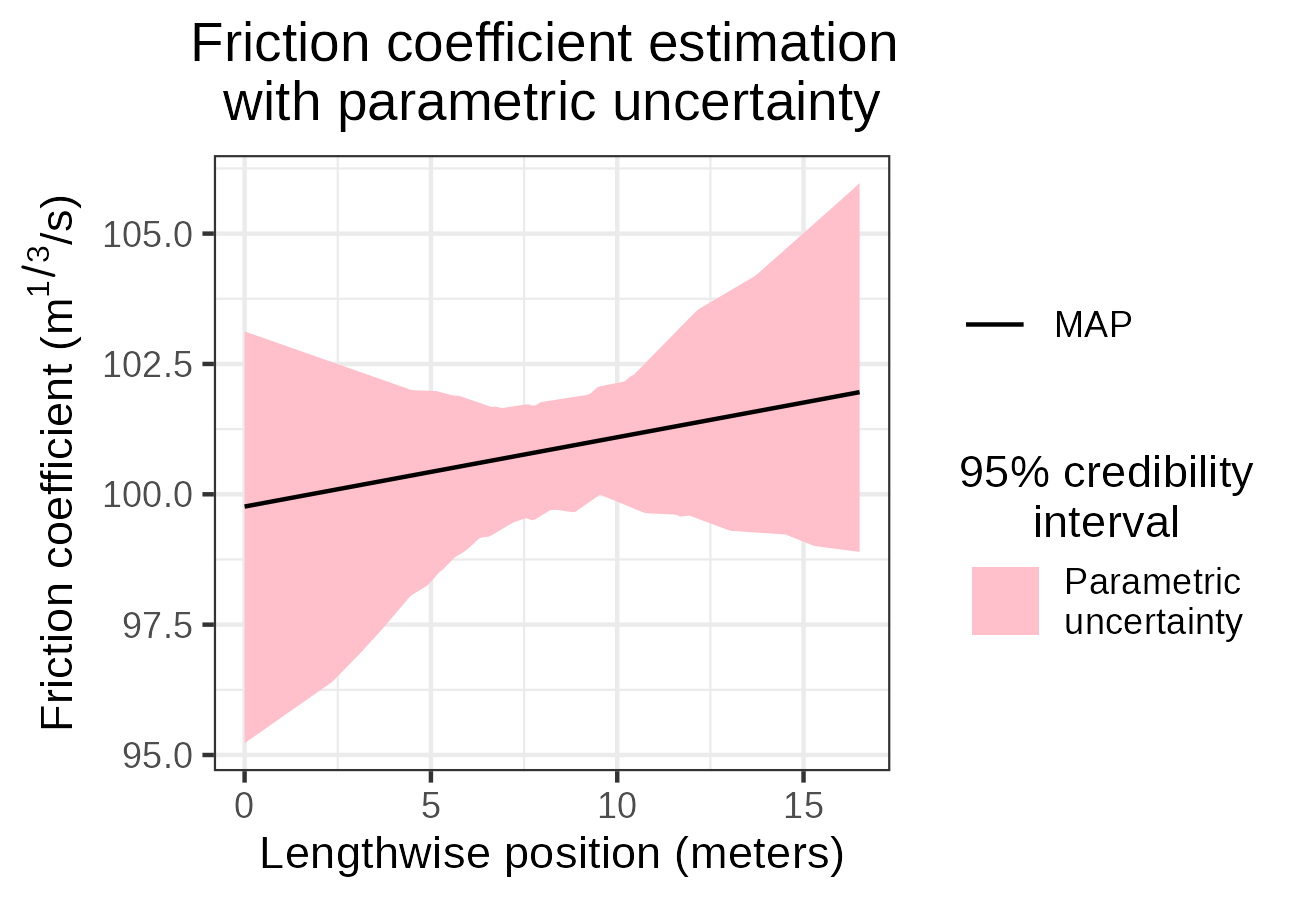 Friction coefficient estimation
with parametric uncertainty
Friction coefficient (m^1/3/s)
105.0
102.5
100.0
97.5
95.0
0 5 10 15
Lengthwise position (meters)
MAP
95% credibility
interval
Parametric
uncertainty